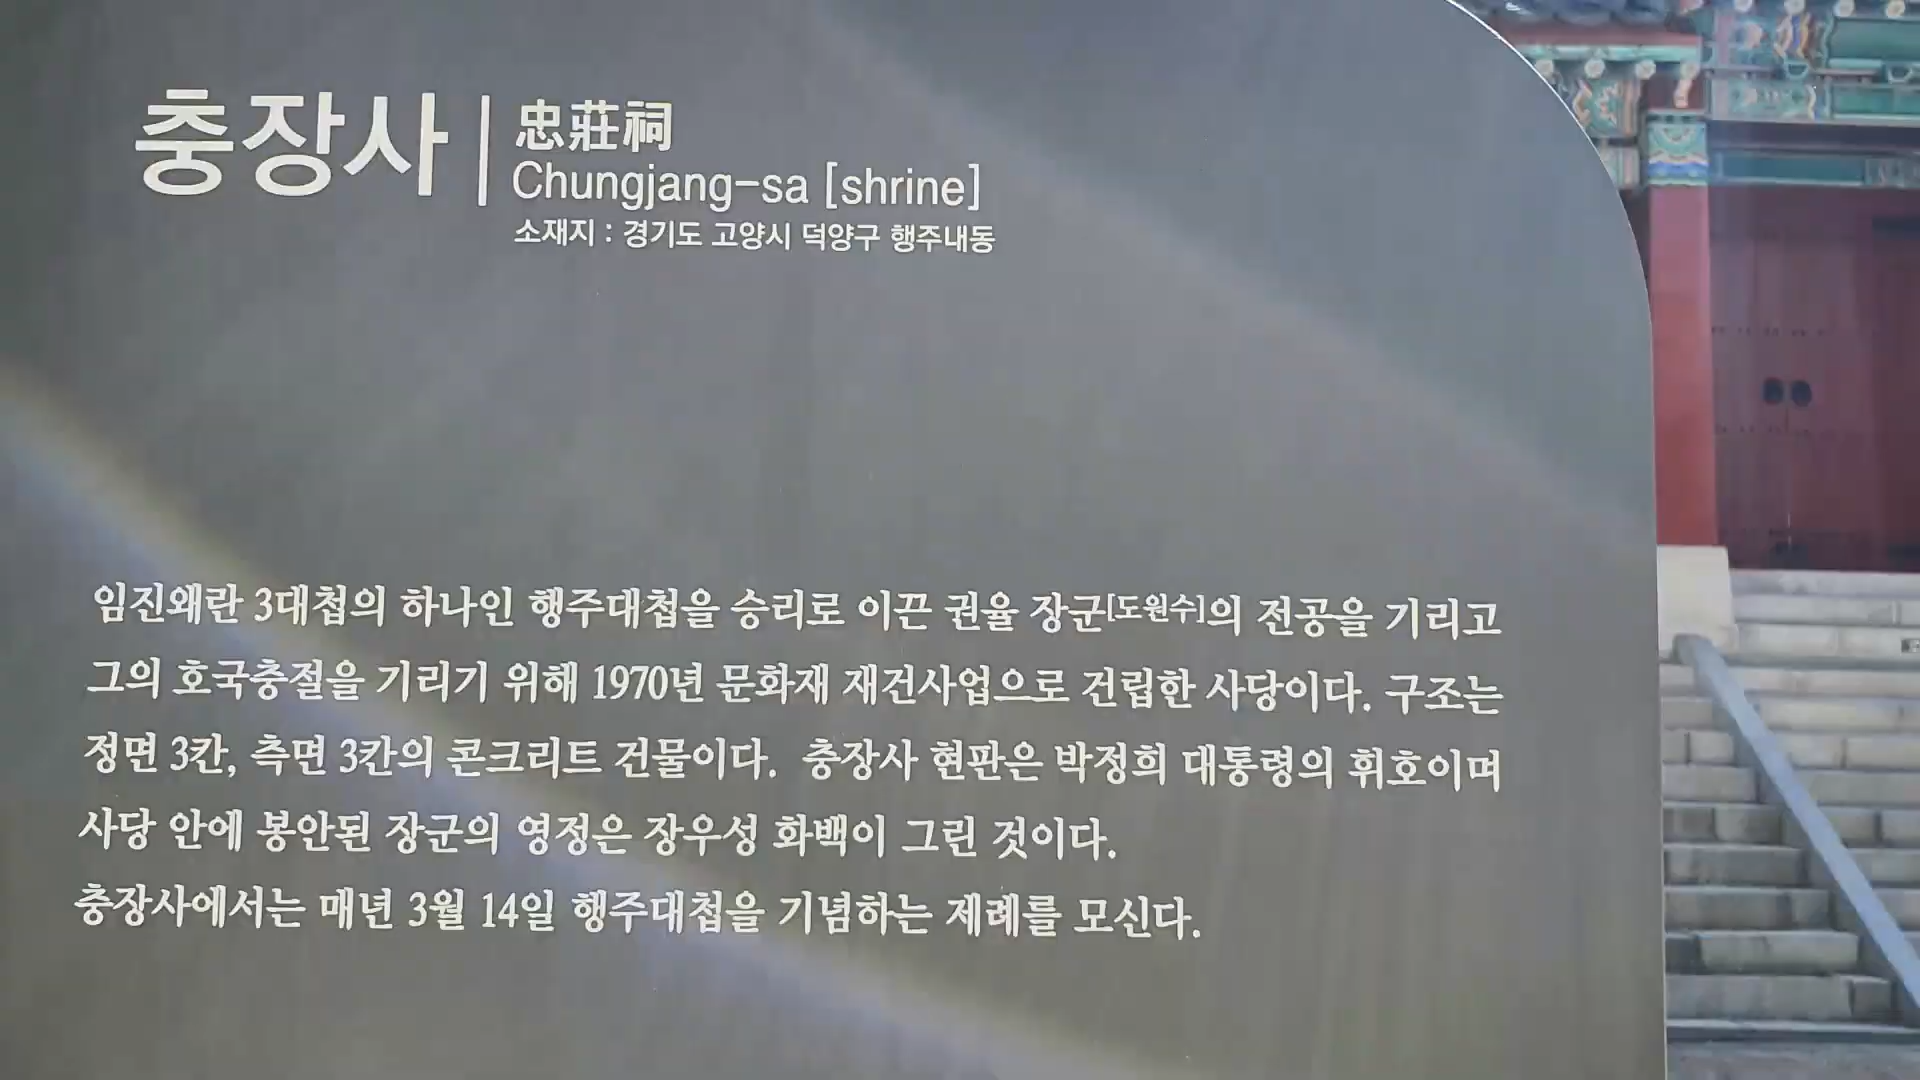 충장사
忠莊祠
Chungjang-sa [shrine]
소재지 : 경기도 고양시 덕양구 행주내동
임진왜란 3대첩의 하나인 행주대첩을 승리로 이끈 권율 장군[도원수]의 전공을 기리고
그의 호국충절을 기리기 위해 1970년 문화재 재건사업으로 건립한 사당이다. 구조는
정면 3칸, 측면 3칸의 콘크리트 건물이다. 충장사 현판은 박정희 대통령의 휘호이며
사당 안에 봉안된 장군의 영정은 장우성 화백이 그린 것이다.
충장사에서는 매년 3월 14일 행주대첩을 기념하는 제례를 모신다.